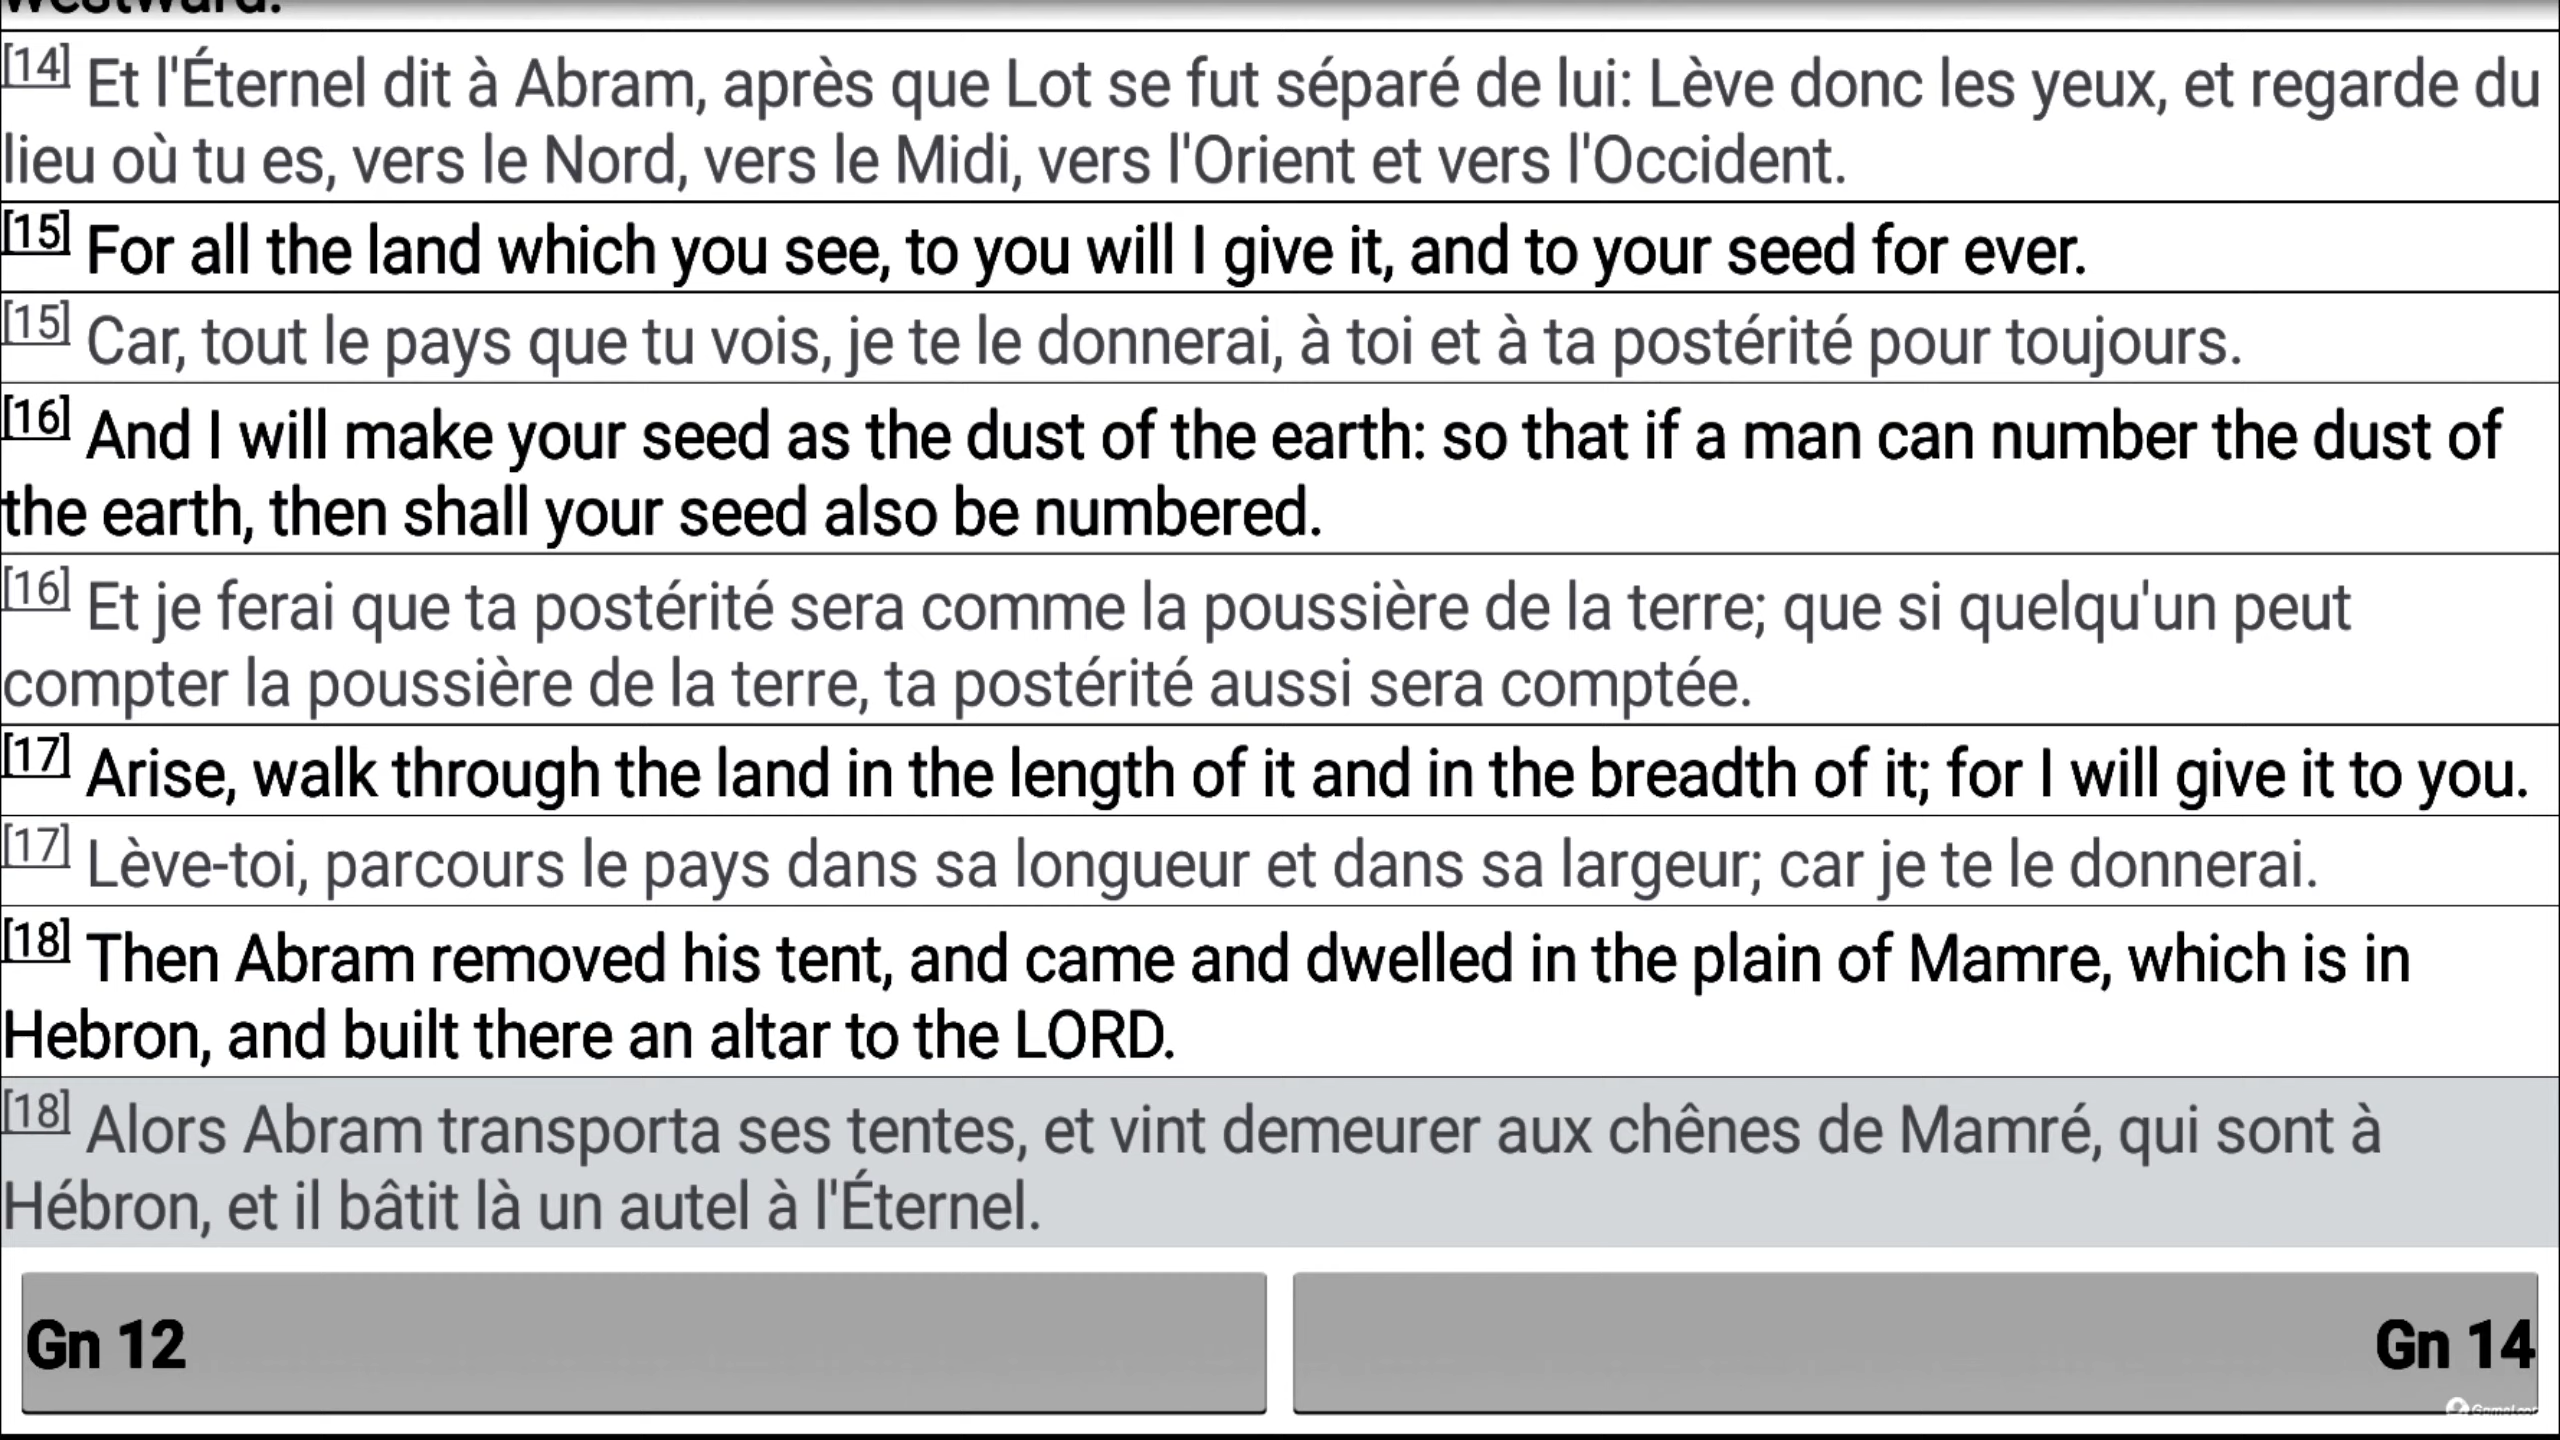 westward.
[14] Et l'Éternel dit à Abram, après que Lot se fut séparé de lui: Lève donc les yeux, et regarde du
lieu où tu es, vers le Nord, vers le Midi, vers l'Orient et vers l'Occident.
[15] For all the land which you see, to you will I give it, and to your seed for ever.
[15] Car, tout le pays que tu vois, je te le donnerai, à toi et à ta postérité pour toujours.
[16] And I will make your seed as the dust of the earth: so that if a man can number the dust of
the earth, then shall your seed also be numbered.
[16] Et je ferai que ta postérité sera comme la poussière de la terre; que si quelqu'un peut
compter la poussière de la terre, ta postérité aussi sera comptée.
[17] Arise, walk through the land in the length of it and in the breadth of it; for I will give it to you.
[17] Lève-toi, parcours le pays dans sa longueur et dans sa largeur; car je te le donnerai.
[18] Then Abram removed his tent, and came and dwelled in the plain of Mamre, which is in
Hebron, and built there an altar to the LORD.
[18] Alors Abram transporta ses tentes, et vint demeurer aux chênes de Mamré, qui sont à
Hébron, et il bâtit là un autel à l'Éternel.
Gn 12
Gn 14